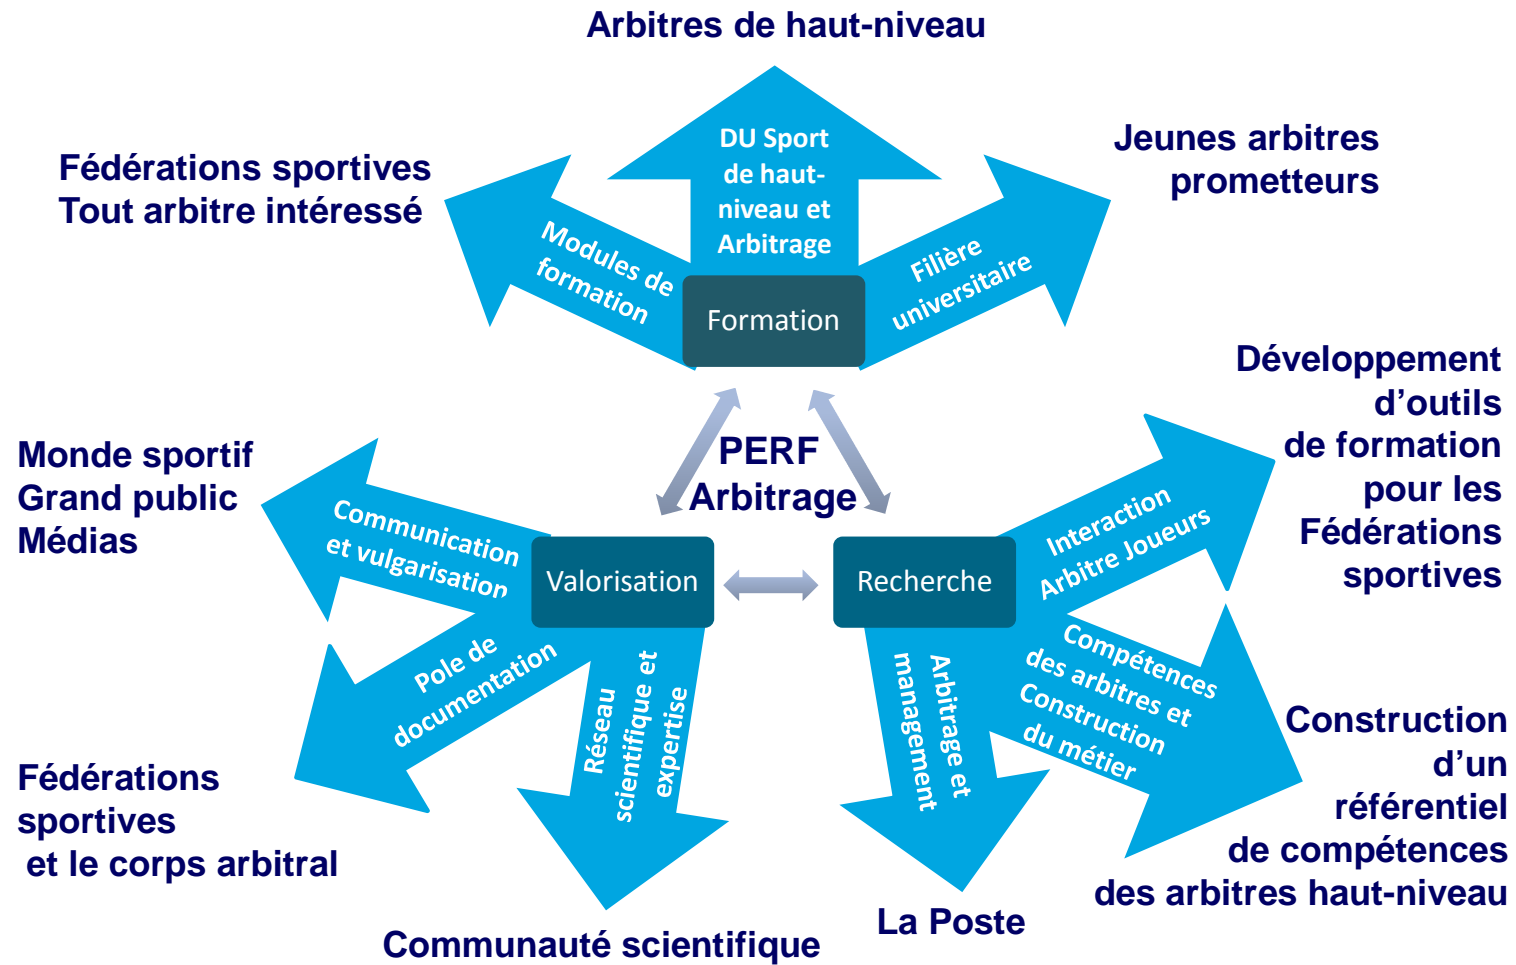 Arbitres de haut-niveau
Fédérations sportives
Tout arbitre intéressé
DU Sport
de haut-
niveau et
Arbitrage
Jeunes arbitres
prometteurs
Modules de
formation
Filière
universitaire
Formation
Développement
d’outils
de formation
pour les
Fédérations
sportives
Monde sportif
Grand public
Médias
PERF
Arbitrage
Communication
et vulgarisation
Interaction
Arbitre Joueurs
Valorisation
Recherche
Pole de
documentation
Réseau
scientifique et
expertise
Arbitrage et
management
Compétences
des arbitres et
Construction
du métier
Fédérations
sportives
et le corps arbitral
Construction
d’un
référentiel
de compétences
des arbitres haut-niveau
La Poste
Communauté scientifique